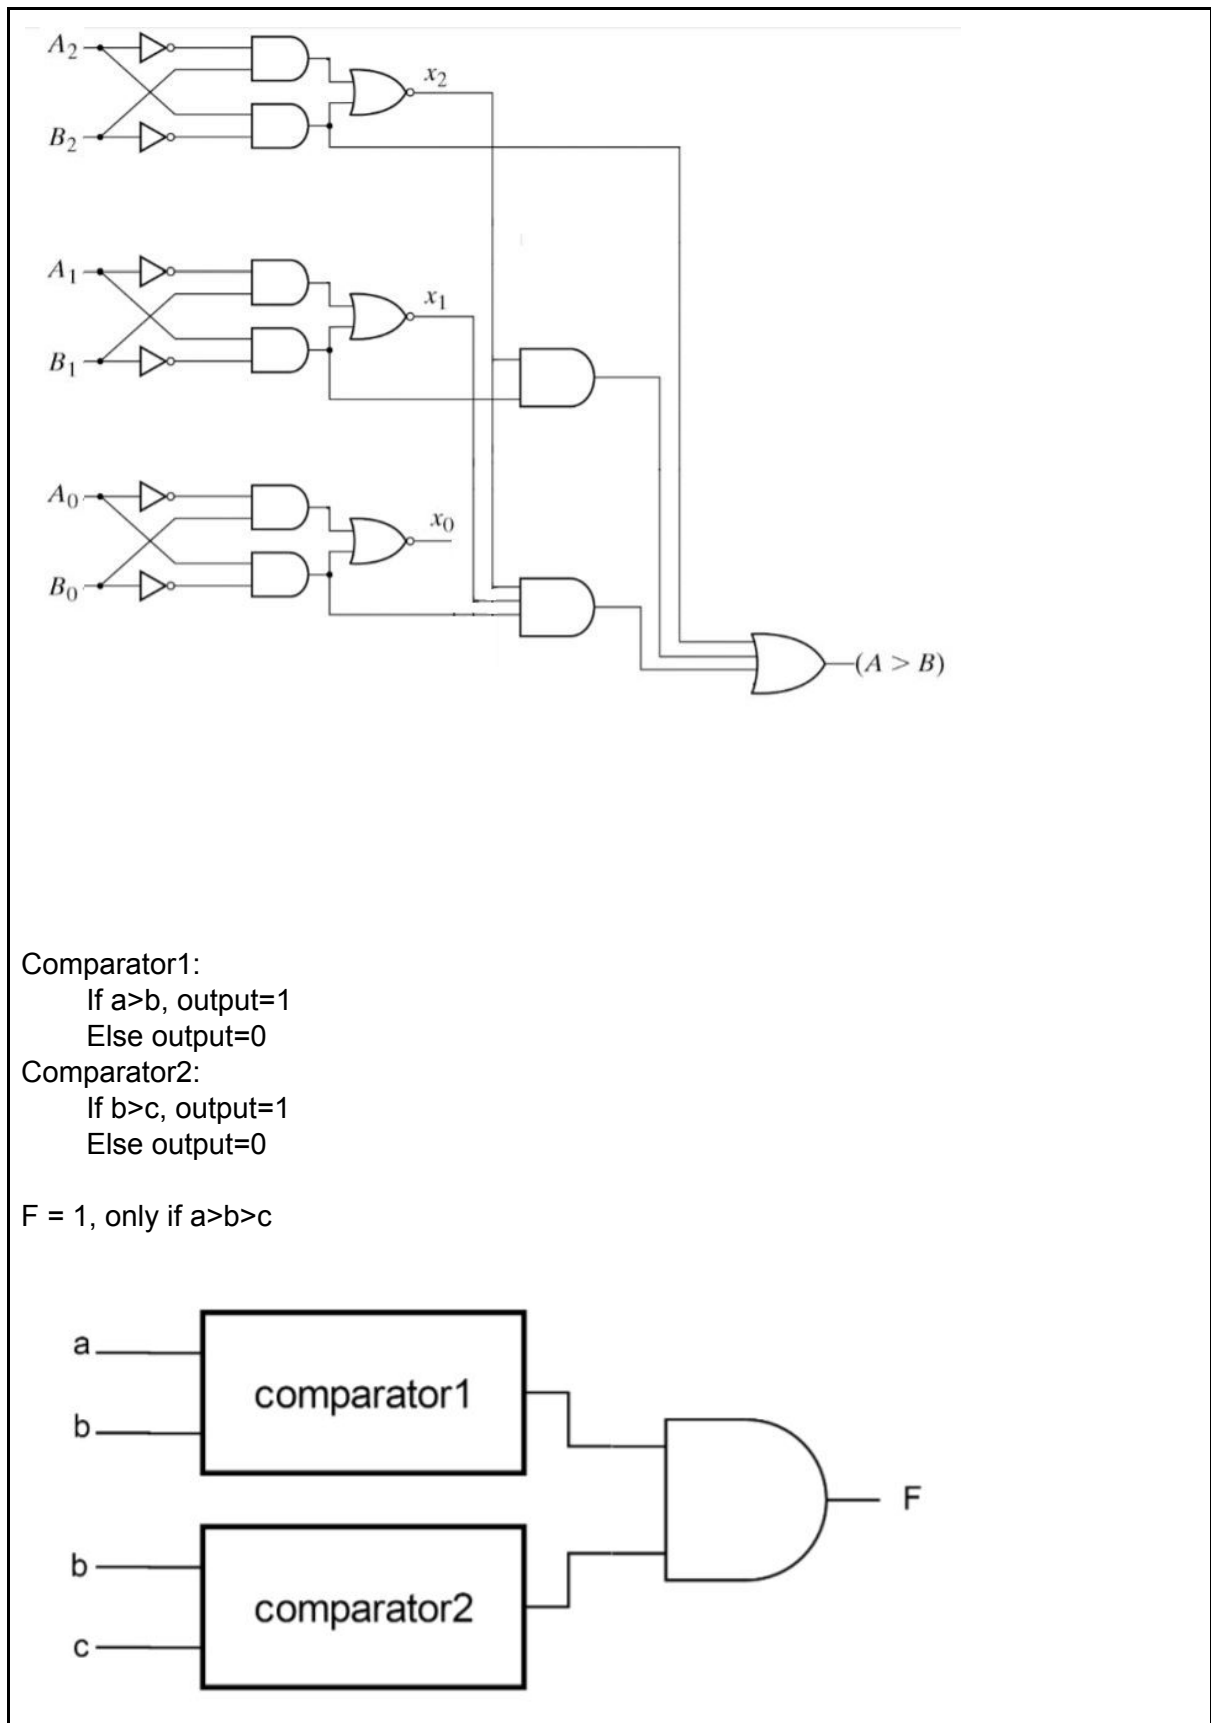 A₂
x₂
B₂
A₁
x₁
B₁
A₀
x₀
B₀
(A > B)
Comparator1:
If a>b, output=1
Else output=0
Comparator2:
If b>c, output=1
Else output=0
F = 1, only if a>b>c
a
comparator1
b
F
b
comparator2
c